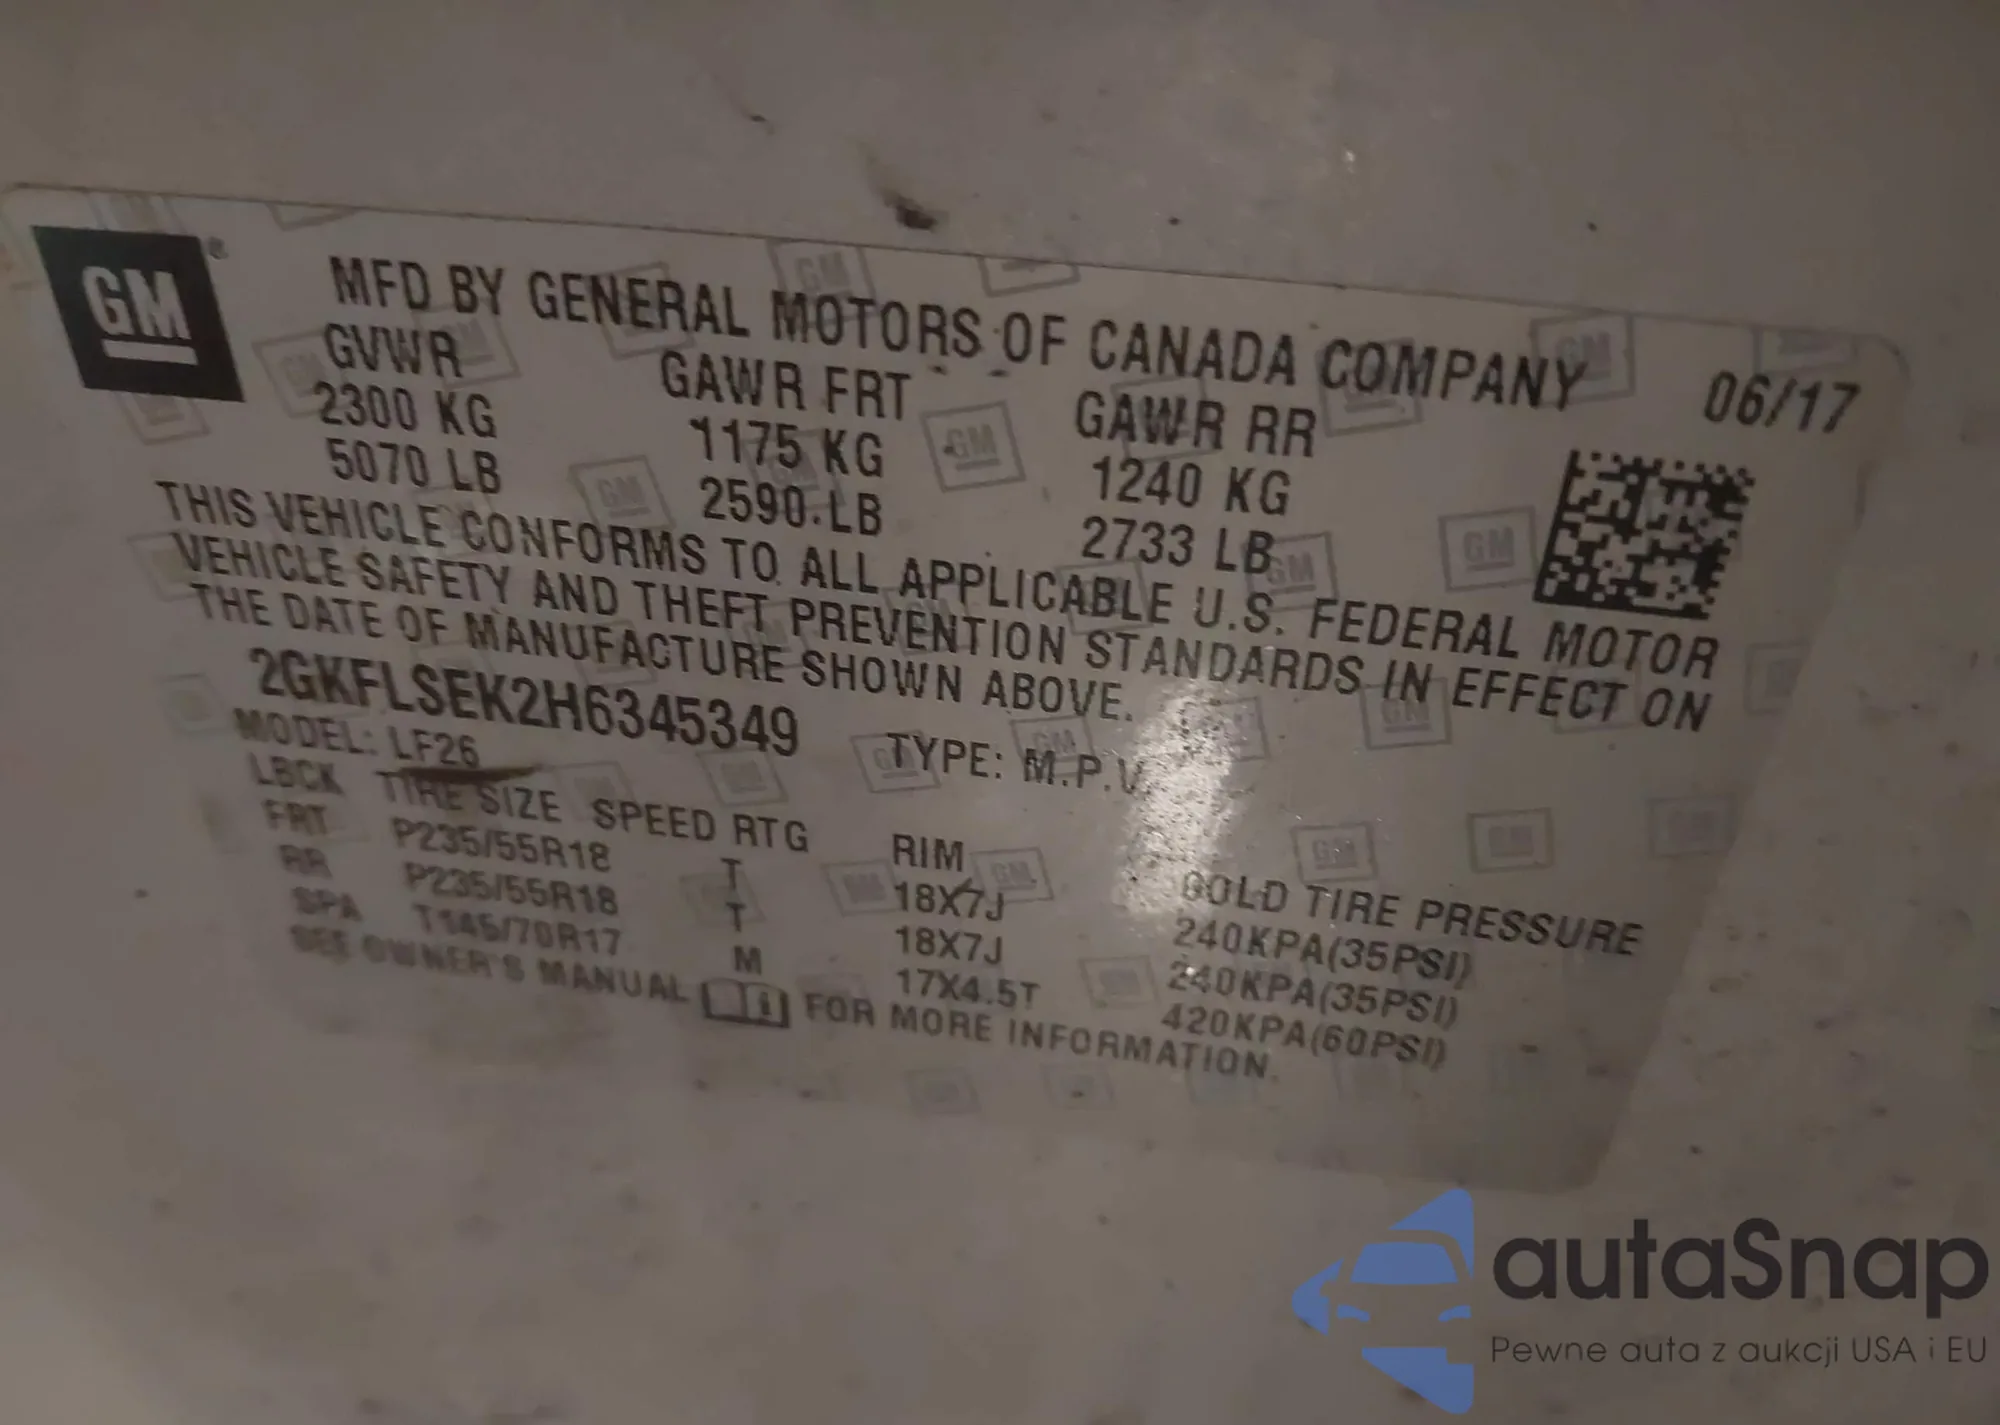 GM
MFD BY GENERAL MOTORS OF CANADA COMPANY 06/17
GVWR GAWR FRT GAWR RR
2300 KG 1175 KG 1240 KG
5070 LB 2590 LB 2733 LB
THIS VEHICLE CONFORMS TO ALL APPLICABLE U.S. FEDERAL MOTOR
VEHICLE SAFETY AND THEFT PREVENTION STANDARDS IN EFFECT ON
THE DATE OF MANUFACTURE SHOWN ABOVE.
2GKFLSEK2H6345349 TYPE: M.P.V.
MODEL: LF26
LBCK TIRE SIZE SPEED RTG RIM COLD TIRE PRESSURE
FRT P235/55R18 T 18X7J 240KPA(35PSI)
RR P235/55R18 T 18X7J 240KPA(35PSI)
SPA T145/70R17 M 17X4.5T 420KPA(60PSI)
SEE OWNER'S MANUAL FOR MORE INFORMATION.
autaSnap
Pewne auta z aukcji USA i EU